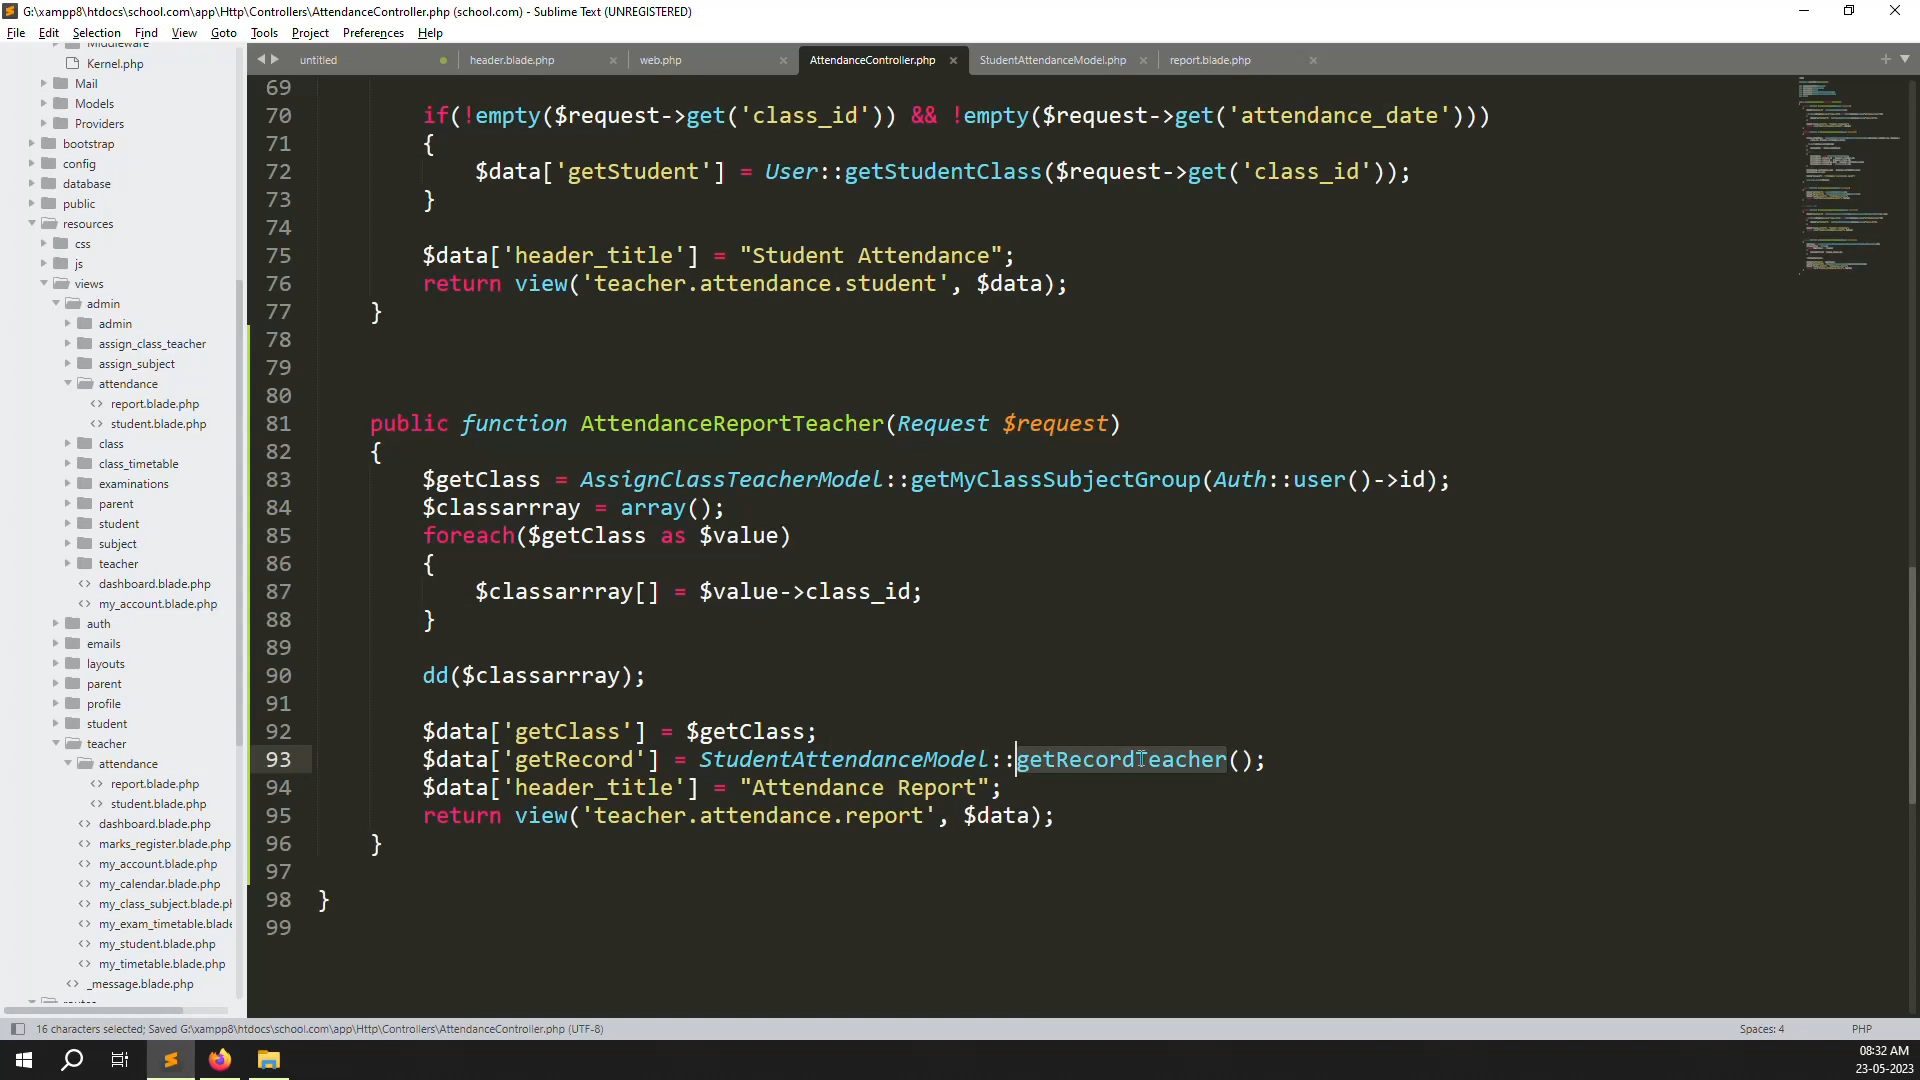 G:\xampp8\htdocs\school.com\app\Http\Controllers\AttendanceController.php (school.com) - Sublime Text (UNREGISTERED)
File Edit Selection Find View Goto Tools Project Preferences Help
Middleware
Kernel.php
Mail
Models
Providers
bootstrap
config
database
public
resources
css
js
views
admin
admin
assign_class_teacher
assign_subject
attendance
report.blade.php
student.blade.php
class
class_timetable
examinations
parent
student
subject
teacher
dashboard.blade.php
my_account.blade.php
auth
emails
layouts
parent
profile
student
teacher
attendance
report.blade.php
student.blade.php
dashboard.blade.php
marks_register.blade.php
my_account.blade.php
my_calendar.blade.php
my_class_subject.blade.ph
my_exam_timetable.blade
my_student.blade.php
my_timetable.blade.php
_message.blade.php
untitled header.blade.php web.php AttendanceController.php StudentAttendanceModel.php report.blade.php
69
70 if(!empty($request->get('class_id')) && !empty($request->get('attendance_date')))
71 {
72 $data['getStudent'] = User::getStudentClass($request->get('class_id'));
73 }
74
75 $data['header_title'] = "Student Attendance";
76 return view('teacher.attendance.student', $data);
77 }
78
79
80
81 public function AttendanceReportTeacher(Request $request)
82 {
83 $getClass = AssignClassTeacherModel::getMyClassSubjectGroup(Auth::user()->id);
84 $classarrray = array();
85 foreach($getClass as $value)
86 {
87 $classarrray[] = $value->class_id;
88 }
89
90 dd($classarrray);
91
92 $data['getClass'] = $getClass;
93 $data['getRecord'] = StudentAttendanceModel::getRecordTeacher();
94 $data['header_title'] = "Attendance Report";
95 return view('teacher.attendance.report', $data);
96 }
97
98 }
99
16 characters selected; Saved G:\xampp8\htdocs\school.com\app\Http\Controllers\AttendanceController.php (UTF-8) Spaces: 4 PHP
08:32 AM
23-05-2023